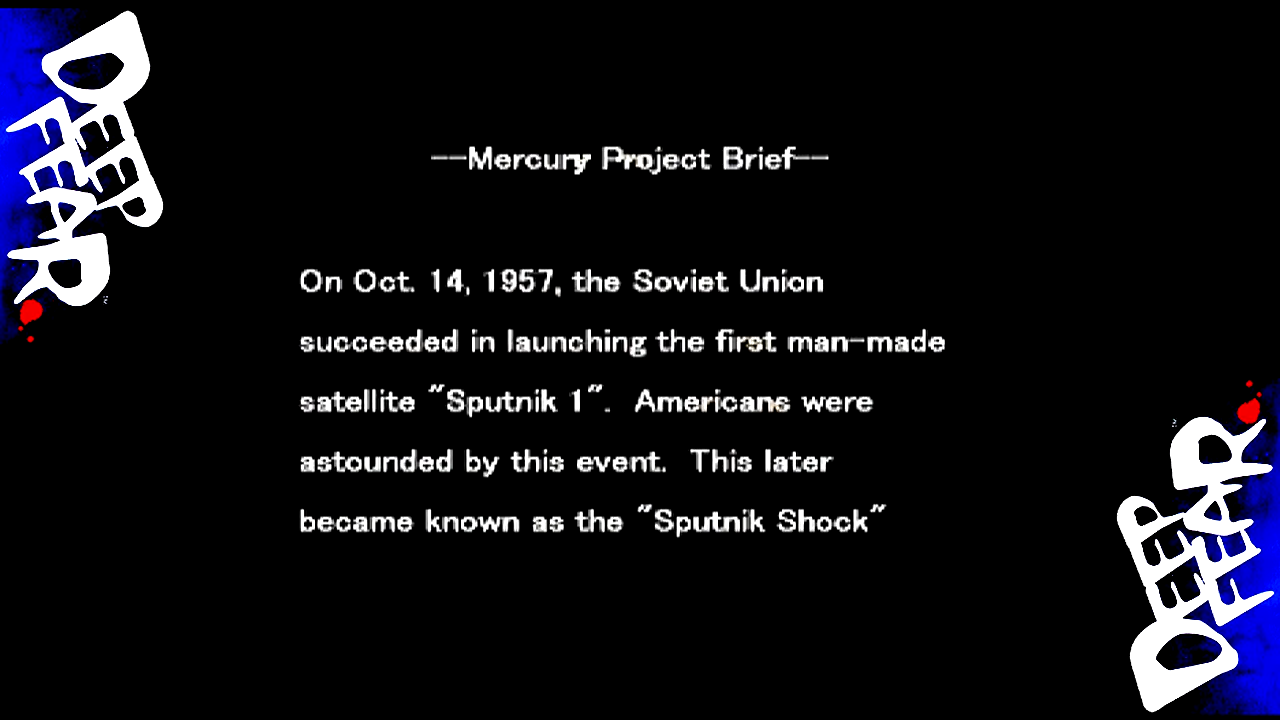 DEEP
FEAR
--Mercury Project Brief--
On Oct. 14, 1957, the Soviet Union
succeeded in launching the first man-made
satellite "Sputnik 1". Americans were
astounded by this event. This later
became known as the "Sputnik Shock"
DEEP
FEAR